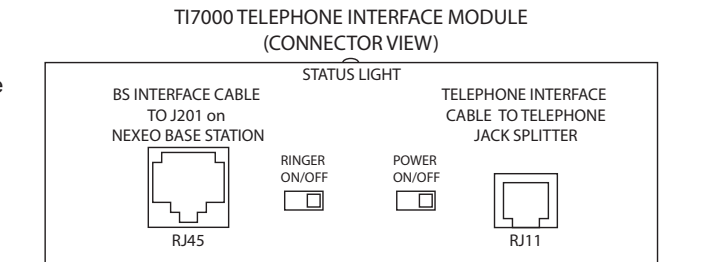 TI7000 TELEPHONE INTERFACE MODULE
(CONNECTOR VIEW)
STATUS LIGHT
BS INTERFACE CABLE
TO J201 on
NEXEO BASE STATION
RJ45
RINGER
ON/OFF
POWER
ON/OFF
TELEPHONE INTERFACE
CABLE TO TELEPHONE
JACK SPLITTER
RJ11